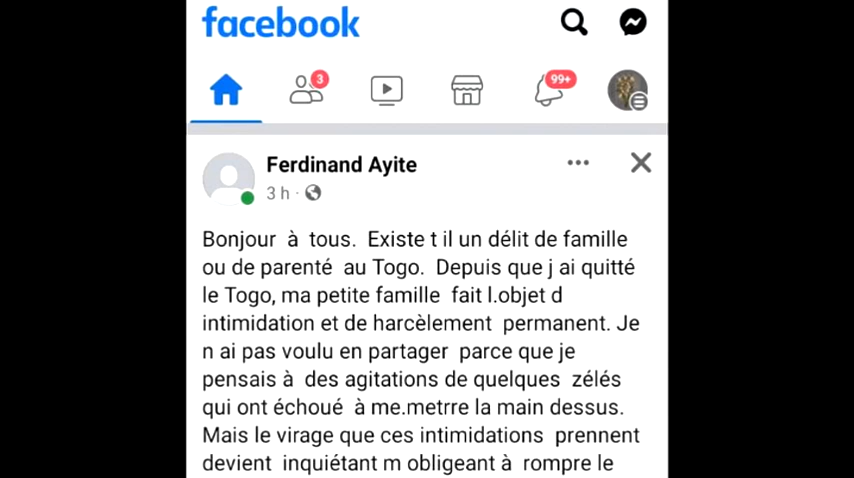 facebook
3
99+
Ferdinand Ayite
3 h ·
Bonjour à tous. Existe t il un délit de famille
ou de parenté au Togo. Depuis que j ai quitté
le Togo, ma petite famille fait l.objet d
intimidation et de harcèlement permanent. Je
n ai pas voulu en partager parce que je
pensais à des agitations de quelques zélés
qui ont échoué à me.metrre la main dessus.
Mais le virage que ces intimidations prennent
devient inquiétant m obligeant à rompre le